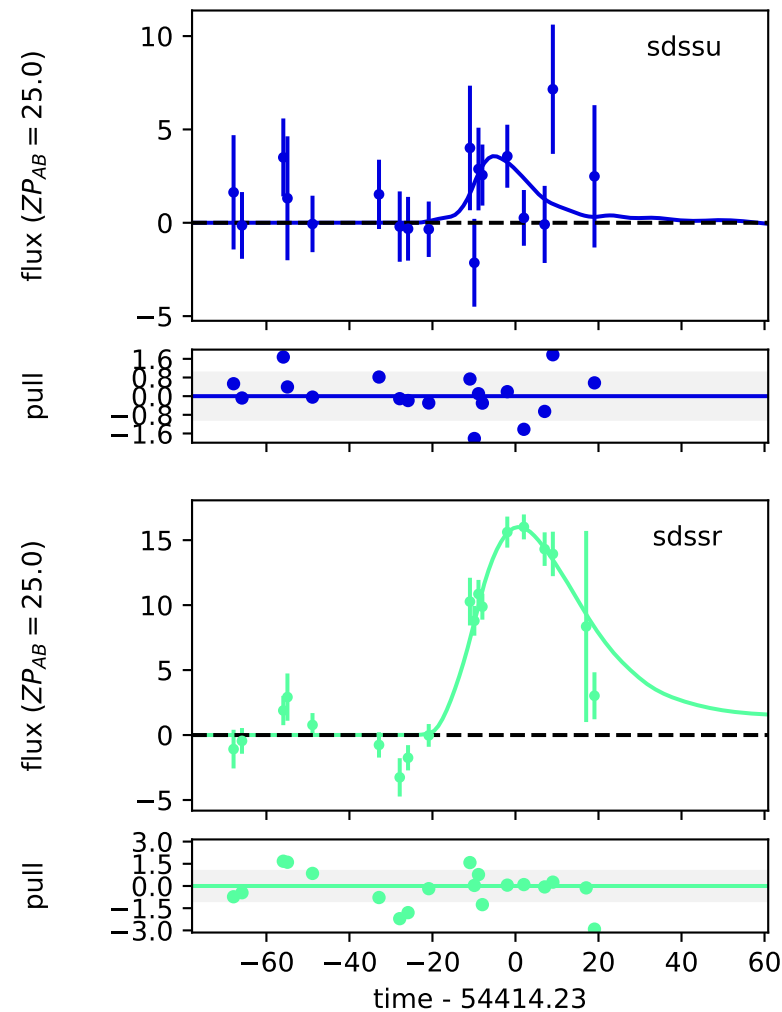 sdssu
flux (ZP_AB = 25.0)
10
5
0
−5
pull
1.6
0.8
0.0
−0.8
−1.6
sdssr
flux (ZP_AB = 25.0)
15
10
5
0
−5
pull
3.0
1.5
0.0
−1.5
−3.0
−60 −40 −20 0 20 40 60
time - 54414.23